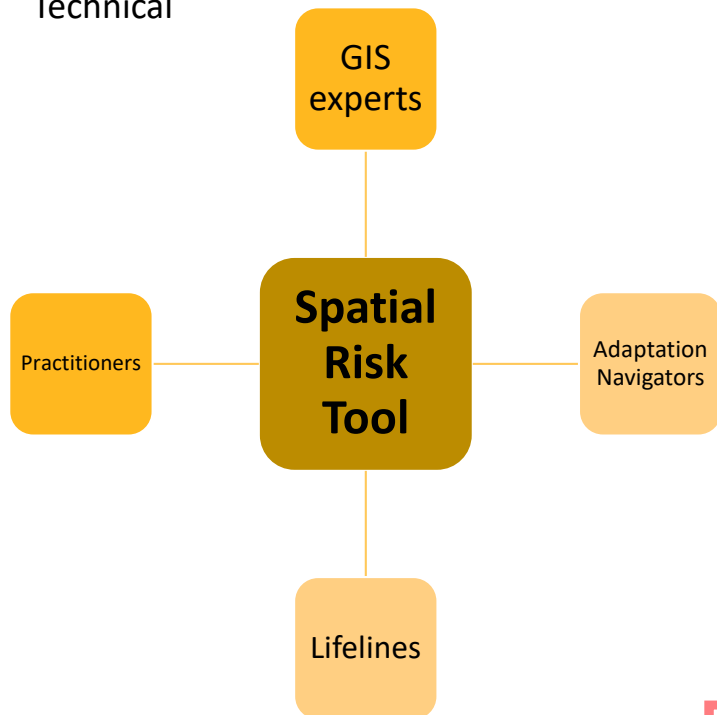 Technical
GIS
experts
Spatial
Risk
Tool
Practitioners
Adaptation
Navigators
Lifelines